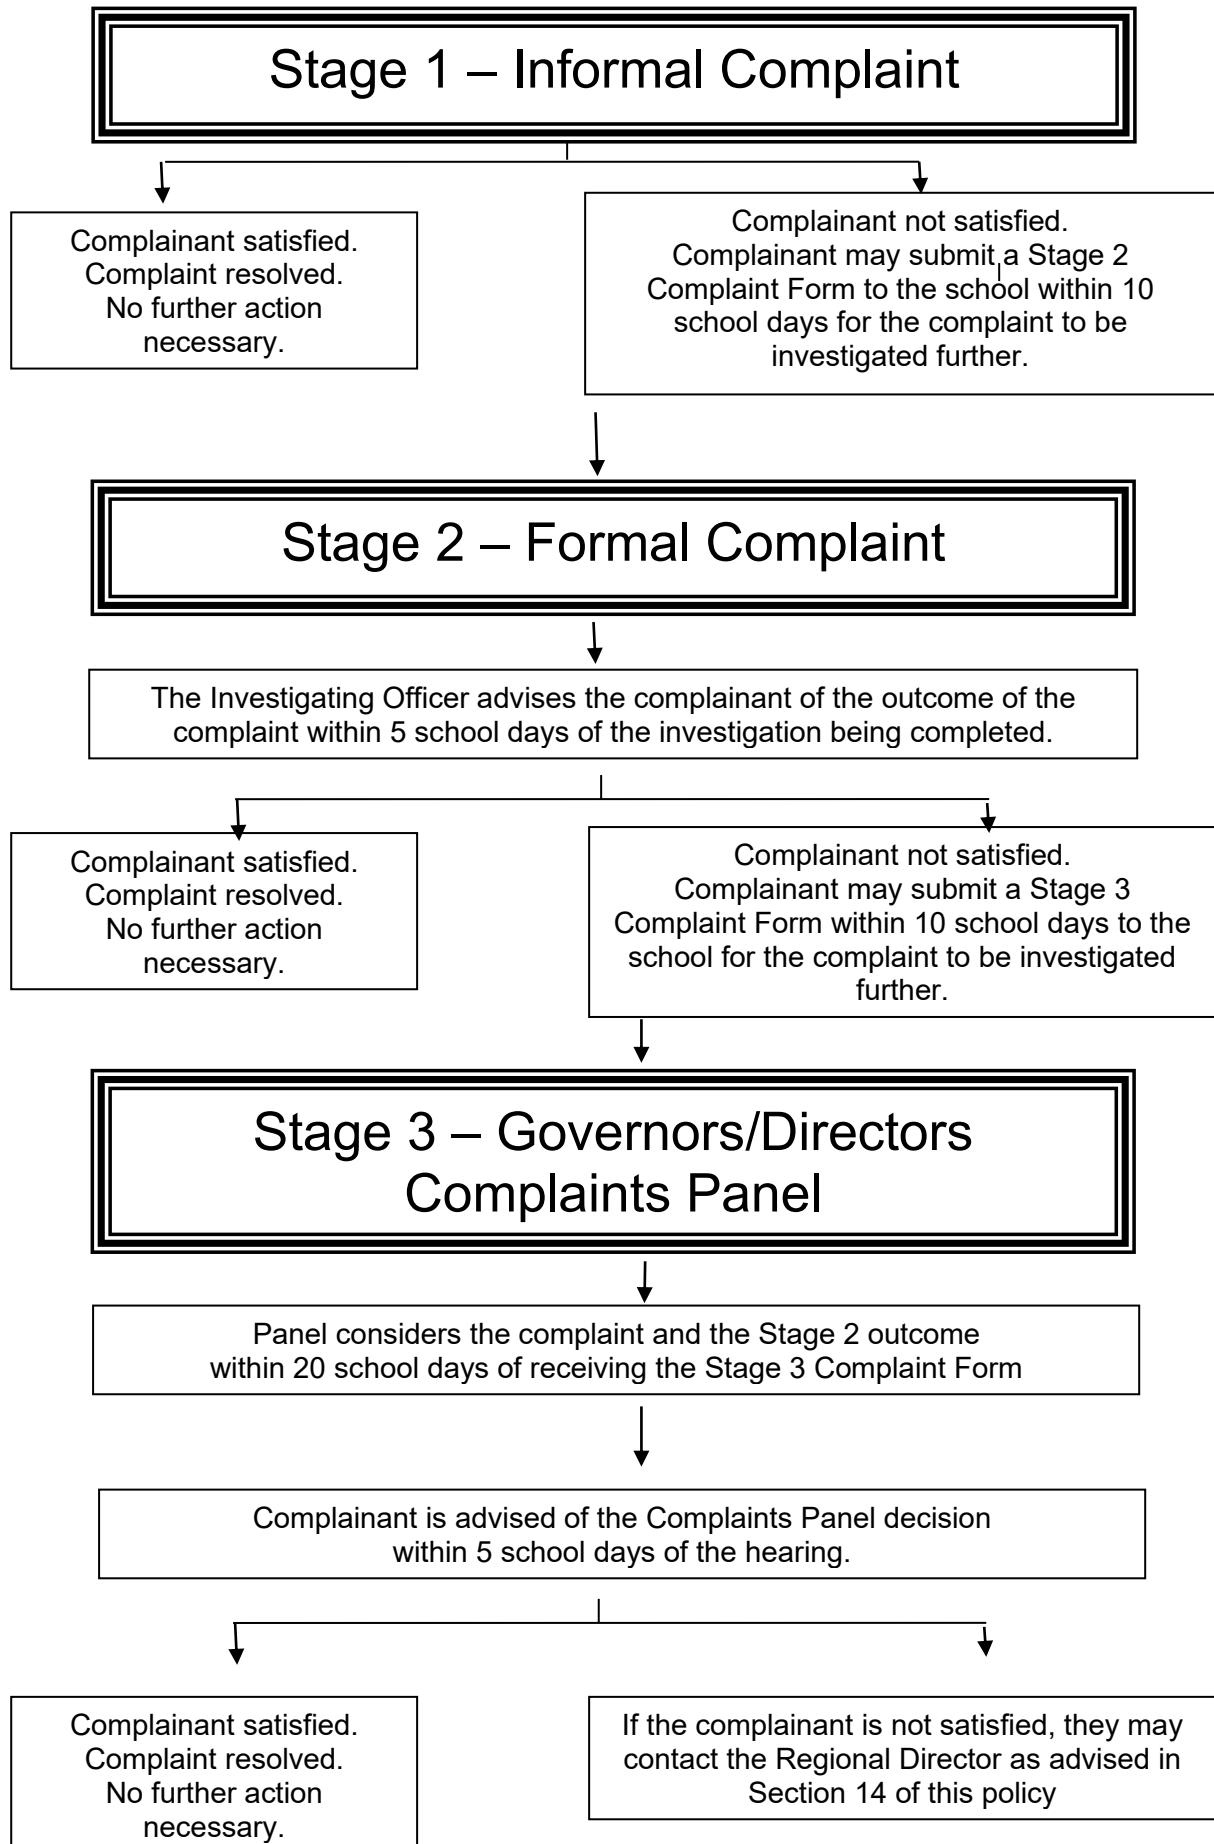 Stage 1 – Informal Complaint
Complainant satisfied.
Complaint resolved.
No further action
necessary.
Complainant not satisfied.
Complainant may submit a Stage 2
Complaint Form to the school within 10
school days for the complaint to be
investigated further.
Stage 2 – Formal Complaint
The Investigating Officer advises the complainant of the outcome of the
complaint within 5 school days of the investigation being completed.
Complainant satisfied.
Complaint resolved.
No further action
necessary.
Complainant not satisfied.
Complainant may submit a Stage 3
Complaint Form within 10 school days to the
school for the complaint to be investigated
further.
Stage 3 – Governors/Directors
Complaints Panel
Panel considers the complaint and the Stage 2 outcome
within 20 school days of receiving the Stage 3 Complaint Form
Complainant is advised of the Complaints Panel decision
within 5 school days of the hearing.
Complainant satisfied.
Complaint resolved.
No further action
necessary.
If the complainant is not satisfied, they may
contact the Regional Director as advised in
Section 14 of this policy